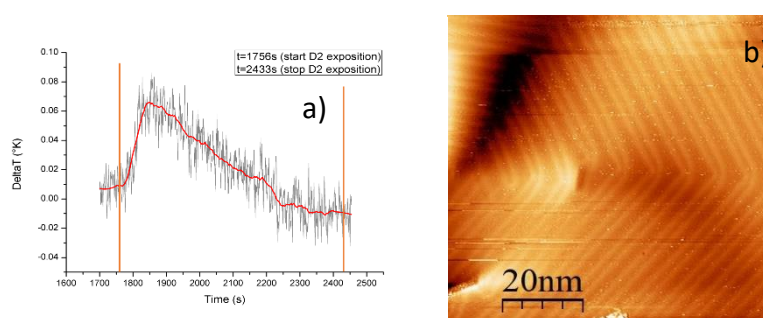 0.10
t=1756s (start D2 exposition)
t=2433s (stop D2 exposition)
0.08
a)
b)
0.06
0.04
0.02
0.00
-0.02
-0.04
DeltaT (°K)
1600 1700 1800 1900 2000 2100 2200 2300 2400 2500
Time (s)
20nm